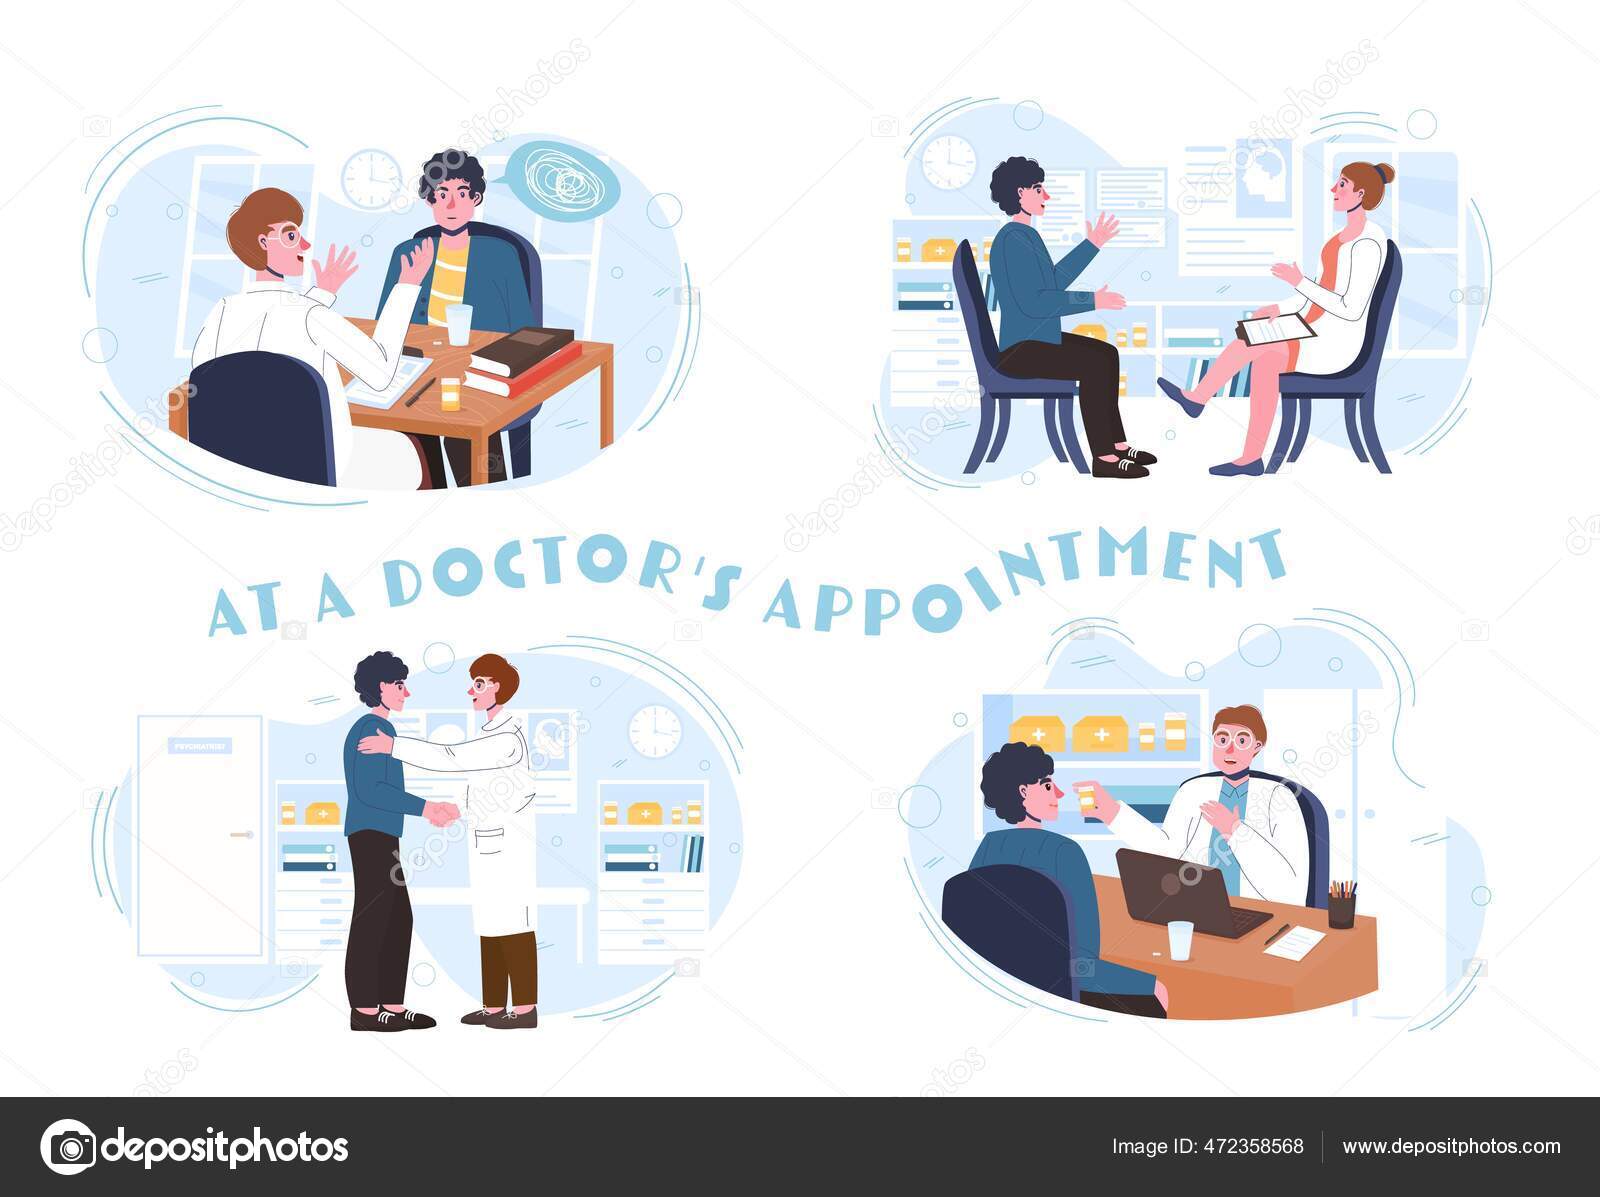 AT A DOCTOR'S APPOINTMENT
PSYCHIATRIST
depositphotos
Image ID: 472358568
www.depositphotos.com